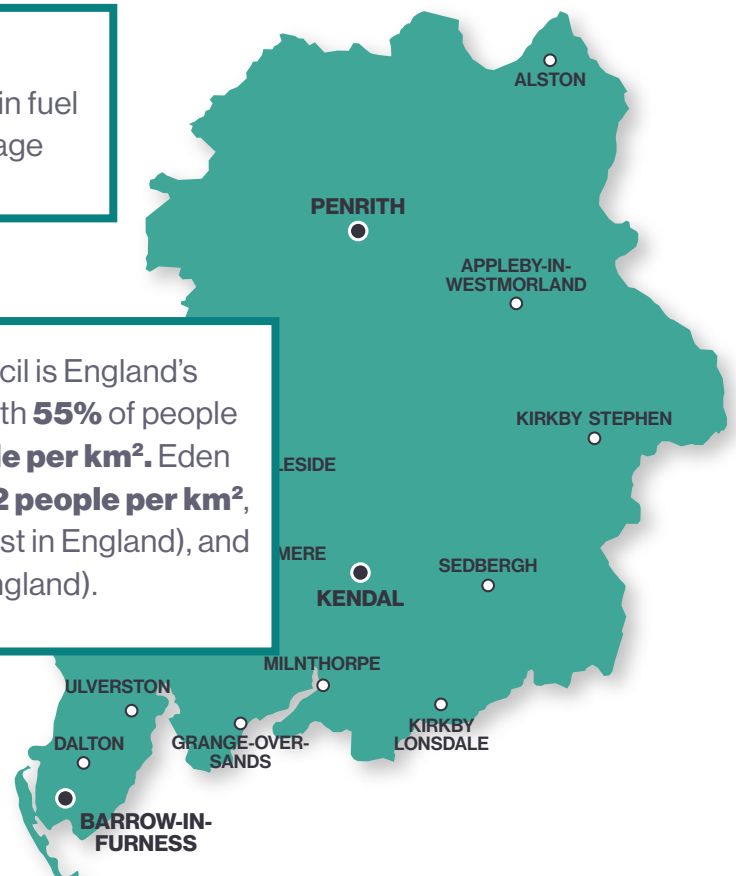 in fuel
age
ALSTON
PENRITH
APPLEBY-IN-
WESTMORLAND
cil is England's
th 55% of people
le per km². Eden
2 people per km²,
st in England), and
ngland).
KIRKBY STEPHEN
LESIDE
MERE
SEDBERGH
KENDAL
MILNTHORPE
ULVERSTON
KIRKBY
LONSDALE
DALTON
GRANGE-OVER-
SANDS
BARROW-IN-
FURNESS